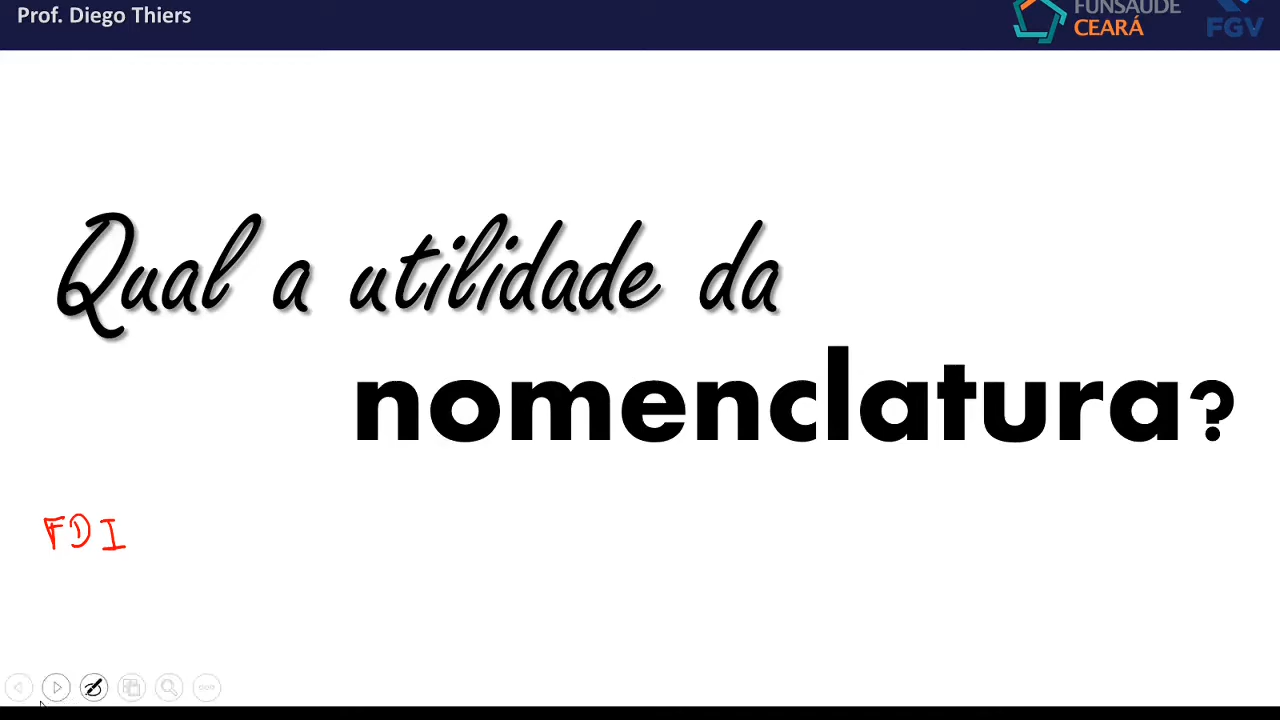 Prof. Diego Thiers
FUNSAÚDE
CEARÁ
FGV
Qual a utilidade da
nomenclatura?
FDI